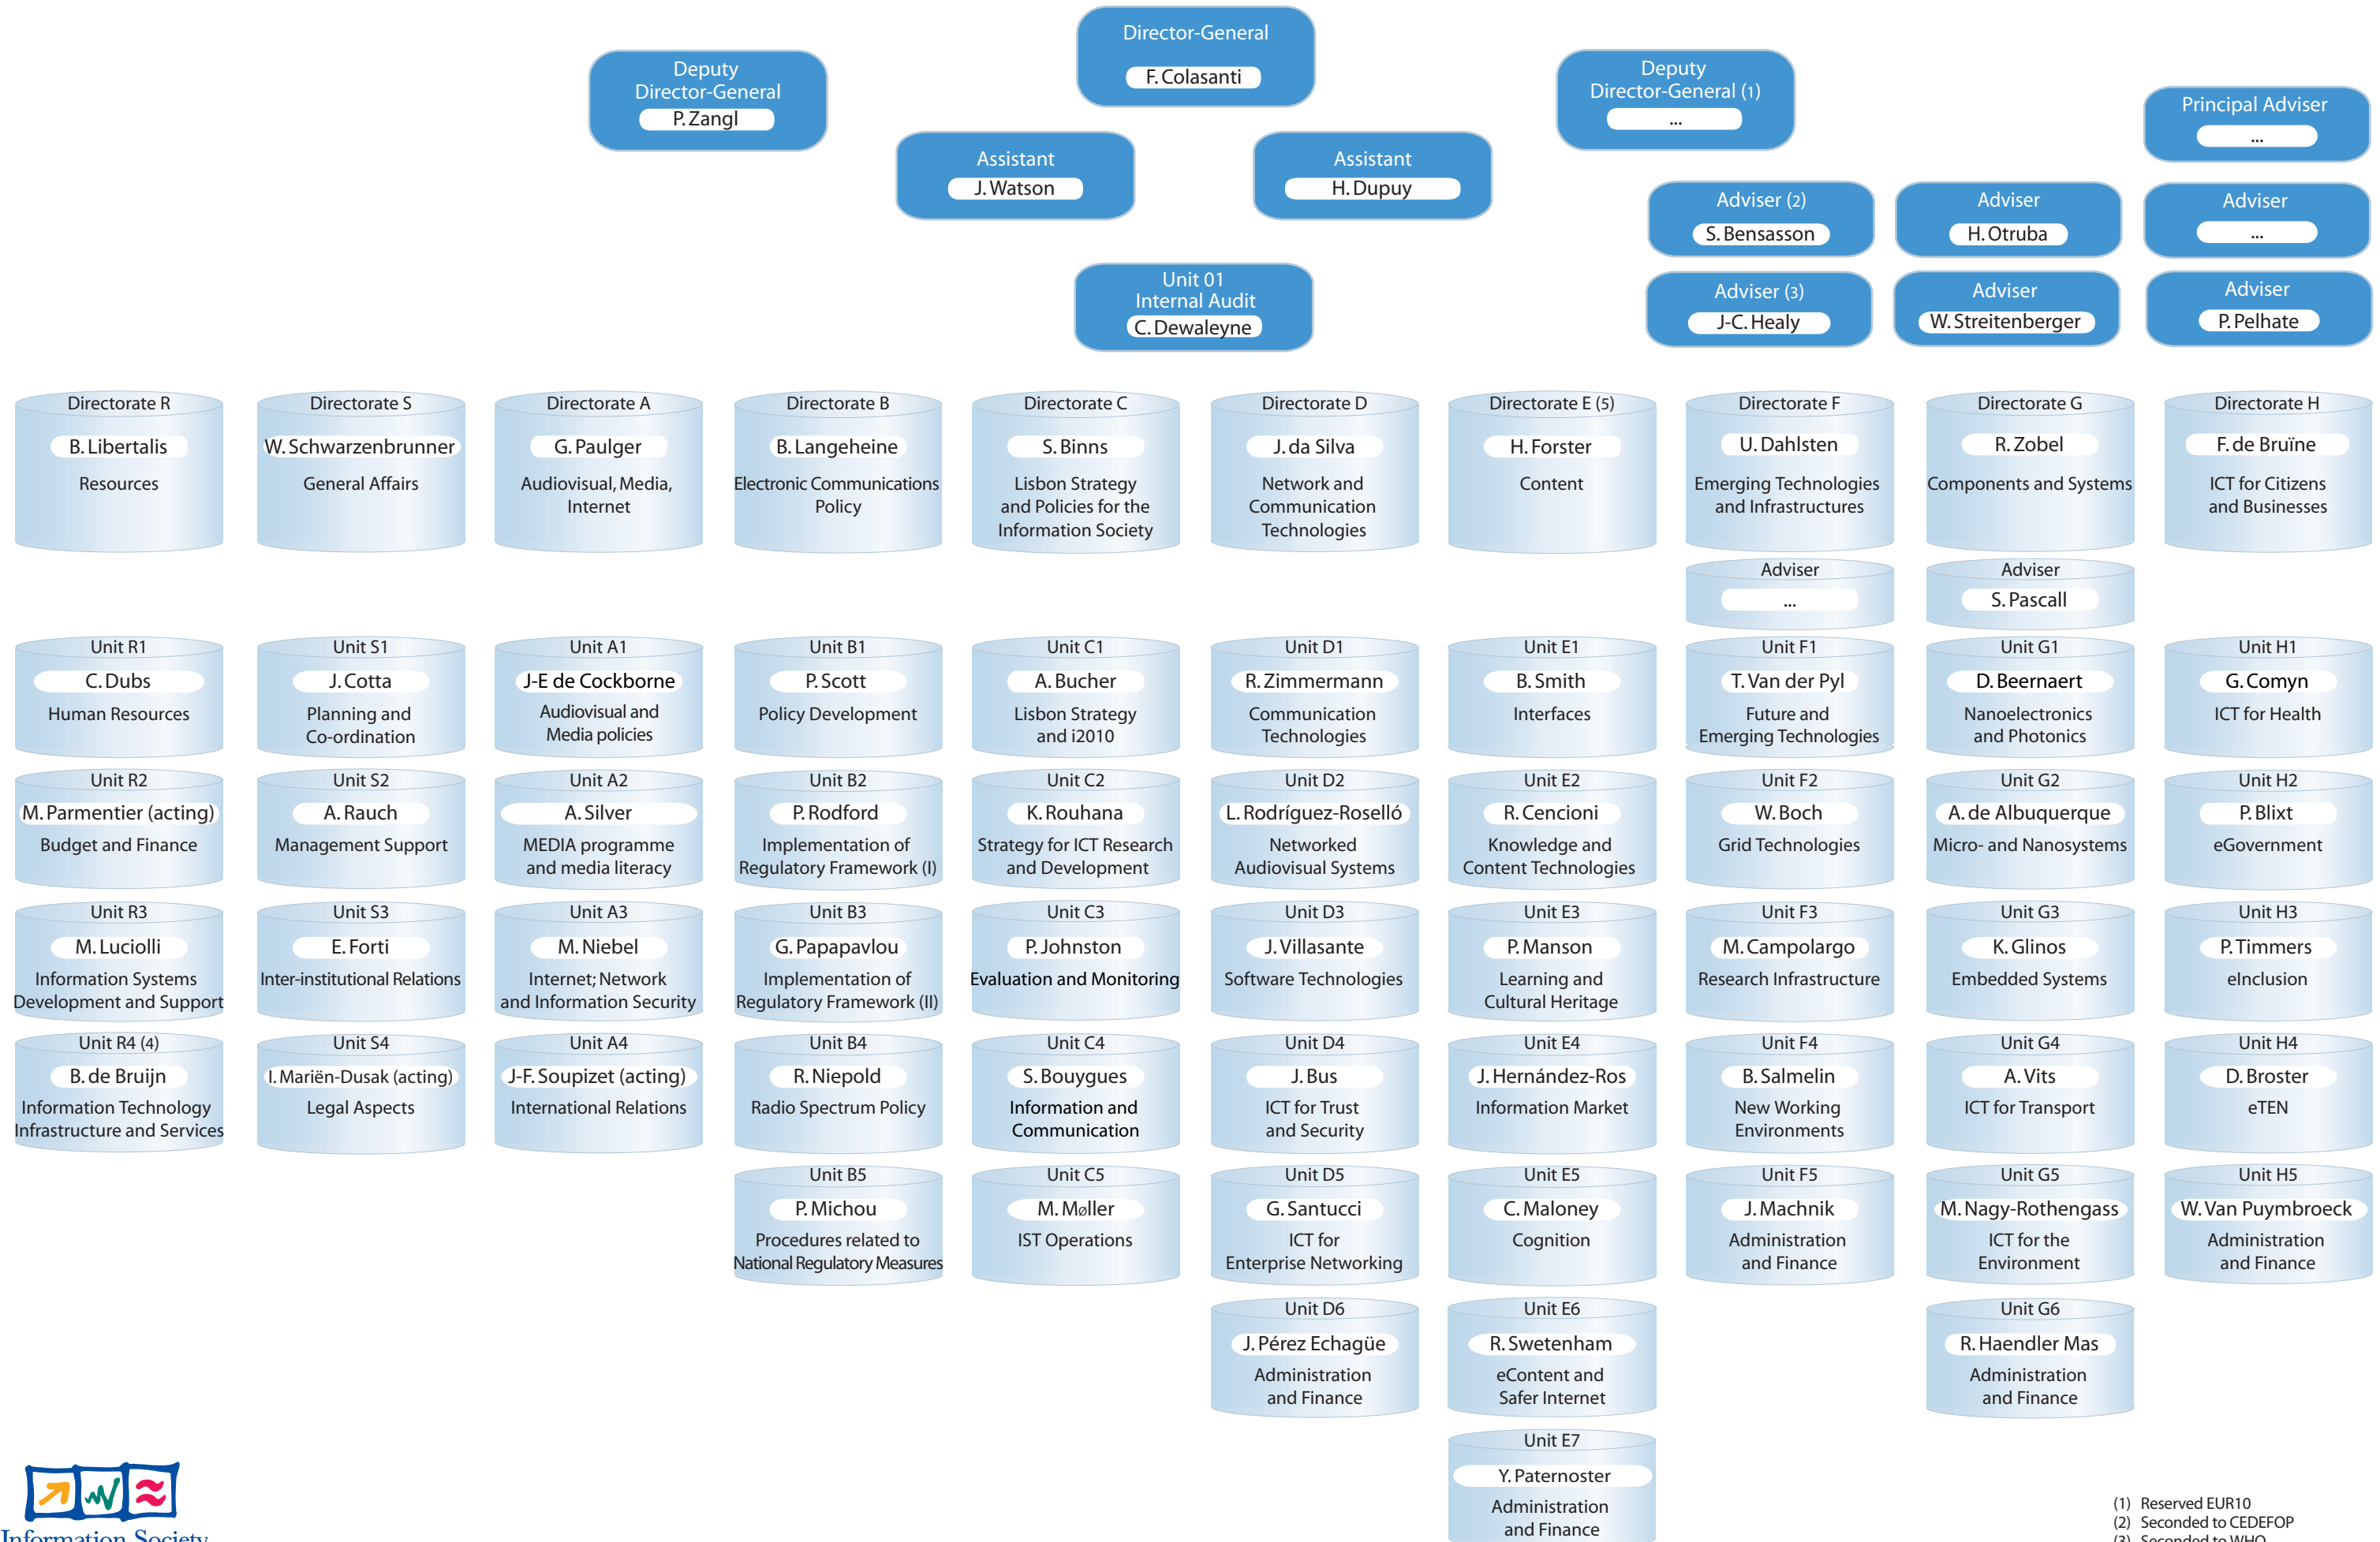 Director-General
F. Colasanti
Deputy
Director-General
P. Zangl
Deputy
Director-General (1)
...
Principal Adviser
...
Assistant
J. Watson
Assistant
H. Dupuy
Adviser (2)
S. Bensasson
Adviser
H. Otruba
Adviser
...
Unit 01
Internal Audit
C. Dewaleyne
Adviser (3)
J-C. Healy
Adviser
W. Streitenberger
Adviser
P. Pelhate
Directorate R
B. Libertalis
Resources
Directorate S
W. Schwarzenbrunner
General Affairs
Directorate A
G. Paulger
Audiovisual, Media,
Internet
Directorate B
B. Langeheine
Electronic Communications
Policy
Directorate C
S. Binns
Lisbon Strategy
and Policies for the
Information Society
Directorate D
J. da Silva
Network and
Communication
Technologies
Directorate E (5)
H. Forster
Content
Directorate F
U. Dahlsten
Emerging Technologies
and Infrastructures
Directorate G
R. Zobel
Components and Systems
Directorate H
F. de Bruïne
ICT for Citizens
and Businesses
Adviser
...
Adviser
S. Pascall
Unit R1
C. Dubs
Human Resources
Unit S1
J. Cotta
Planning and
Co-ordination
Unit A1
J-E de Cockborne
Audiovisual and
Media policies
Unit B1
P. Scott
Policy Development
Unit C1
A. Bucher
Lisbon Strategy
and i2010
Unit D1
R. Zimmermann
Communication
Technologies
Unit E1
B. Smith
Interfaces
Unit F1
T. Van der Pyl
Future and
Emerging Technologies
Unit G1
D. Beernaert
Nanoelectronics
and Photonics
Unit H1
G. Comyn
ICT for Health
Unit R2
M. Parmentier (acting)
Budget and Finance
Unit S2
A. Rauch
Management Support
Unit A2
A. Silver
MEDIA programme
and media literacy
Unit B2
P. Rodford
Implementation of
Regulatory Framework (I)
Unit C2
K. Rouhana
Strategy for ICT Research
and Development
Unit D2
L. Rodríguez-Roselló
Networked
Audiovisual Systems
Unit E2
R. Cencioni
Knowledge and
Content Technologies
Unit F2
W. Boch
Grid Technologies
Unit G2
A. de Albuquerque
Micro- and Nanosystems
Unit H2
P. Blixt
eGovernment
Unit R3
M. Luciolli
Information Systems
Development and Support
Unit S3
E. Forti
Inter-institutional Relations
Unit A3
M. Niebel
Internet; Network
and Information Security
Unit B3
G. Papapavlou
Implementation of
Regulatory Framework (II)
Unit C3
P. Johnston
Evaluation and Monitoring
Unit D3
J. Villasante
Software Technologies
Unit E3
P. Manson
Learning and
Cultural Heritage
Unit F3
M. Campolargo
Research Infrastructure
Unit G3
K. Glinos
Embedded Systems
Unit H3
P. Timmers
eInclusion
Unit R4 (4)
B. de Bruijn
Information Technology
Infrastructure and Services
Unit S4
I. Mariën-Dusak (acting)
Legal Aspects
Unit A4
J-F. Soupizet (acting)
International Relations
Unit B4
R. Niepold
Radio Spectrum Policy
Unit C4
S. Bouygues
Information and
Communication
Unit D4
J. Bus
ICT for Trust
and Security
Unit E4
J. Hernández-Ros
Information Market
Unit F4
B. Salmelin
New Working
Environments
Unit G4
A. Vits
ICT for Transport
Unit H4
D. Broster
eTEN
Unit B5
P. Michou
Procedures related to
National Regulatory Measures
Unit C5
M. Møller
IST Operations
Unit D5
G. Santucci
ICT for
Enterprise Networking
Unit E5
C. Maloney
Cognition
Unit F5
J. Machnik
Administration
and Finance
Unit G5
M. Nagy-Rothengass
ICT for the
Environment
Unit H5
W. Van Puymbroeck
Administration
and Finance
Unit D6
J. Pérez Echagüe
Administration
and Finance
Unit E6
R. Swetenham
eContent and
Safer Internet
Unit G6
R. Haendler Mas
Administration
and Finance
Unit E7
Y. Paternoster
Administration
and Finance
Information Society
(1) Reserved EUR10
(2) Seconded to CEDEFOP
(3) Seconded to WHO